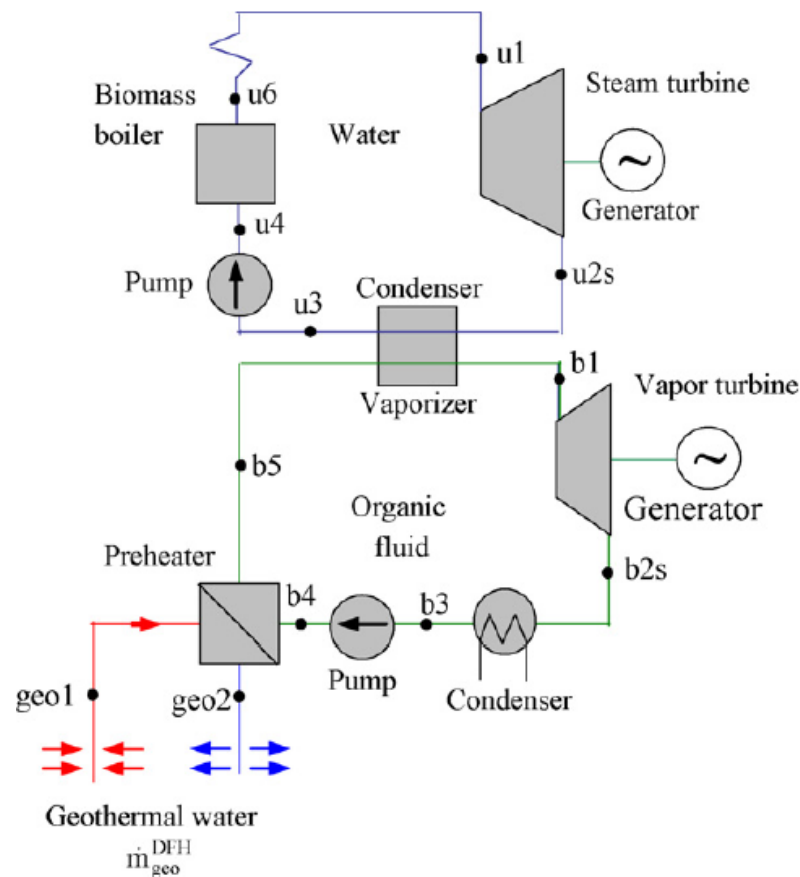 u1
u6
Biomass
boiler
Steam turbine
Water
~
Generator
u4
u2s
Pump
Condenser
u3
b1
Vaporizer
Vapor turbine
b5
~
Organic
fluid
Generator
Preheater
b2s
b4
b3
Pump
Condenser
geo1
geo2
Geothermal water
ṁ_geo^DFH